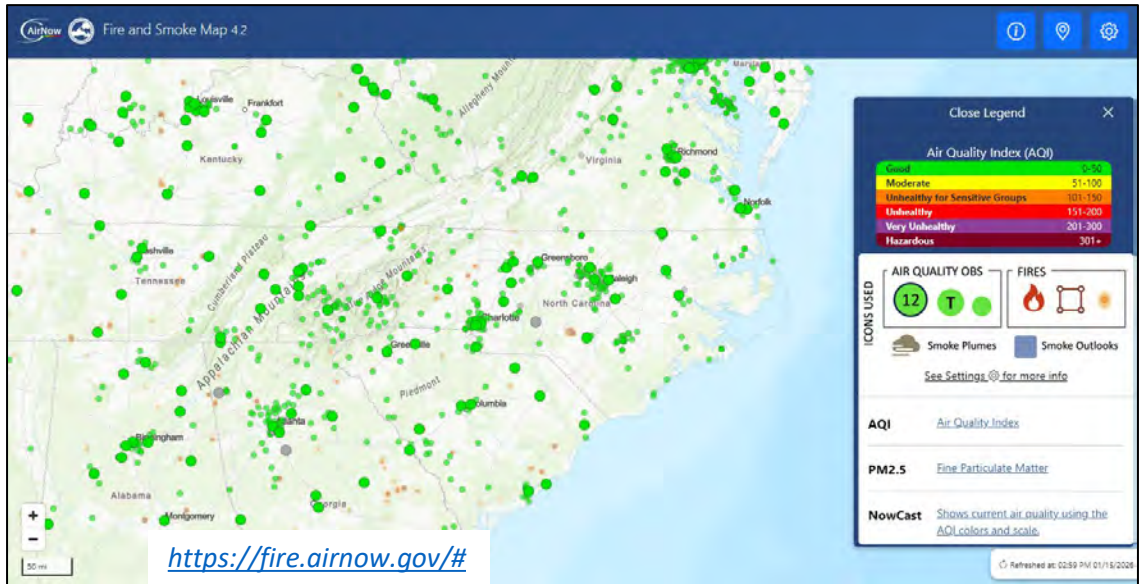 AirNow Fire and Smoke Map 4.2
Maryland
Louisville
Frankfort
Allegheny
Kentucky
Virginia
Richmond
Norfolk
Nashville
Tennessee
Cumberland Plateau
Appalachian Mountains
Blue Ridge Mountains
Greensboro
Raleigh
North Carolina
Charlotte
Greenville
Piedmont
Columbia
Atlanta
Birmingham
Alabama
Georgia
Montgomery
+
−
50 mi
https://fire.airnow.gov/#
Close Legend ×
Air Quality Index (AQI)
Good 0-50
Moderate 51-100
Unhealthy for Sensitive Groups 101-150
Unhealthy 151-200
Very Unhealthy 201-300
Hazardous 301+
ICONS USED
AIR QUALITY OBS
FIRES
12 T
Smoke Plumes
Smoke Outlooks
See Settings for more info
AQI Air Quality Index
PM2.5 Fine Particulate Matter
NowCast Shows current air quality using the
AQI colors and scale.
Refreshed at: 02:59 PM 01/15/2026